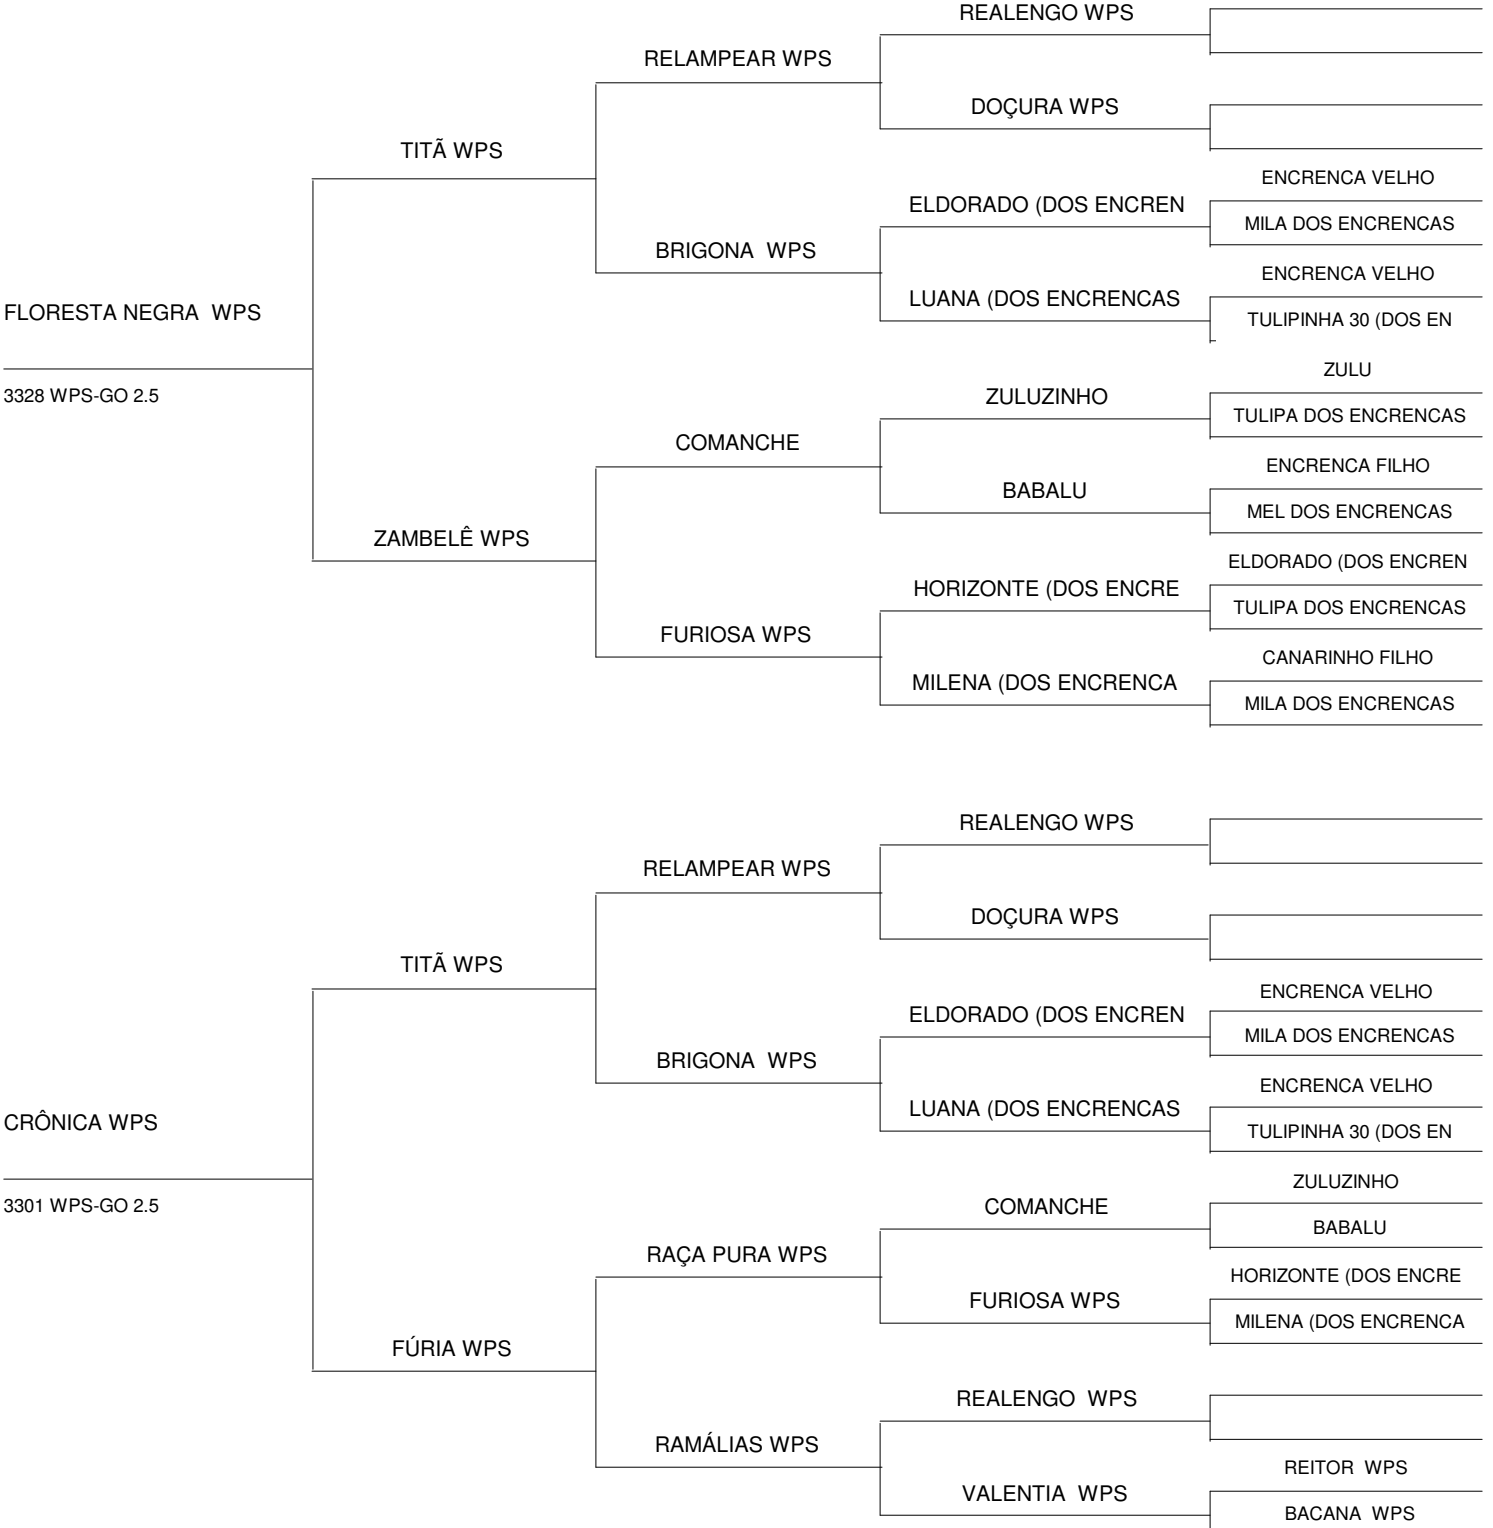 REALENGO WPS
RELAMPEAR WPS
DOÇURA WPS
TITÃ WPS
ENCRENCA VELHO
ELDORADO (DOS ENCREN
MILA DOS ENCRENCAS
BRIGONA  WPS
ENCRENCA VELHO
LUANA (DOS ENCRENCAS
TULIPINHA 30 (DOS EN
FLORESTA NEGRA  WPS
3328 WPS-GO 2.5
ZULU
ZULUZINHO
TULIPA DOS ENCRENCAS
COMANCHE
ENCRENCA FILHO
BABALU
MEL DOS ENCRENCAS
ZAMBELÊ WPS
ELDORADO (DOS ENCREN
HORIZONTE (DOS ENCRE
TULIPA DOS ENCRENCAS
FURIOSA WPS
CANARINHO FILHO
MILENA (DOS ENCRENCA
MILA DOS ENCRENCAS
REALENGO WPS
RELAMPEAR WPS
DOÇURA WPS
TITÃ WPS
ENCRENCA VELHO
ELDORADO (DOS ENCREN
MILA DOS ENCRENCAS
BRIGONA  WPS
ENCRENCA VELHO
LUANA (DOS ENCRENCAS
TULIPINHA 30 (DOS EN
CRÔNICA WPS
3301 WPS-GO 2.5
ZULUZINHO
COMANCHE
BABALU
RAÇA PURA WPS
HORIZONTE (DOS ENCRE
FURIOSA WPS
MILENA (DOS ENCRENCA
FÚRIA WPS
REALENGO  WPS
RAMÁLIAS WPS
REITOR  WPS
VALENTIA  WPS
BACANA  WPS